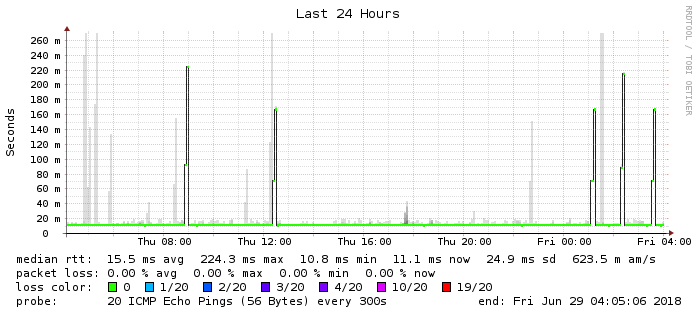 Last 24 Hours
RRDTOOL / TOBI OETIKER
Seconds
260 m
240 m
220 m
200 m
180 m
160 m
140 m
120 m
100 m
80 m
60 m
40 m
20 m
0
Thu 08:00 Thu 12:00 Thu 16:00 Thu 20:00 Fri 00:00 Fri 04:00
median rtt: 15.5 ms avg 224.3 ms max 10.8 ms min 11.1 ms now 24.9 ms sd 623.5 m am/s
packet loss: 0.00 % avg 0.00 % max 0.00 % min 0.00 % now
loss color: 0 1/20 2/20 3/20 4/20 10/20 19/20
probe: 20 ICMP Echo Pings (56 Bytes) every 300s end: Fri Jun 29 04:05:06 2018